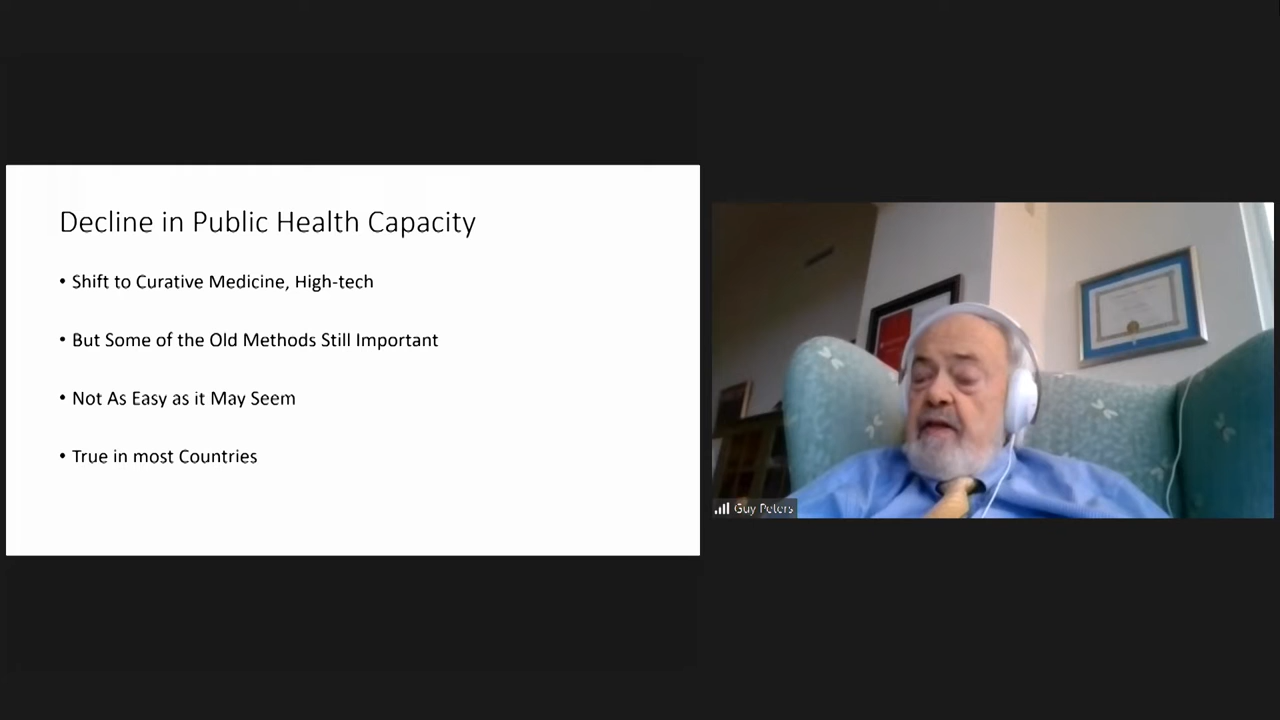 Decline in Public Health Capacity
• Shift to Curative Medicine, High-tech
• But Some of the Old Methods Still Important
• Not As Easy as it May Seem
• True in most Countries
Guy Peters